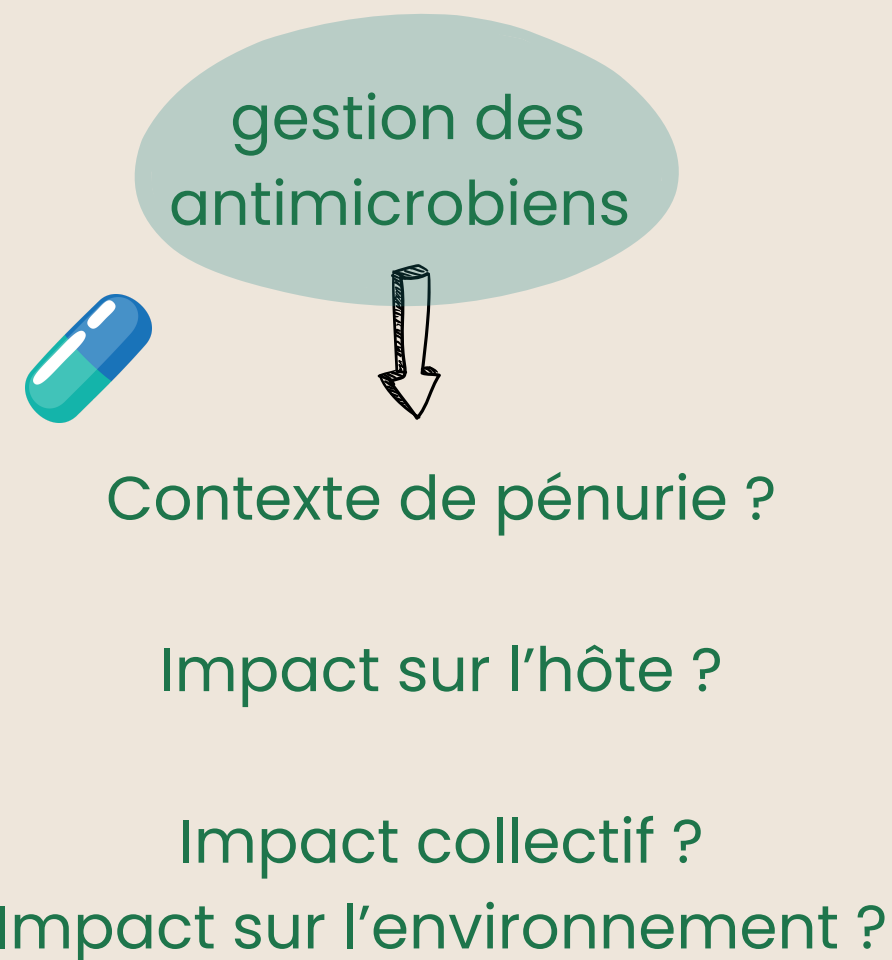 gestion des
antimicrobiens
Contexte de pénurie ?
Impact sur l’hôte ?
Impact collectif ?
Impact sur l’environnement ?